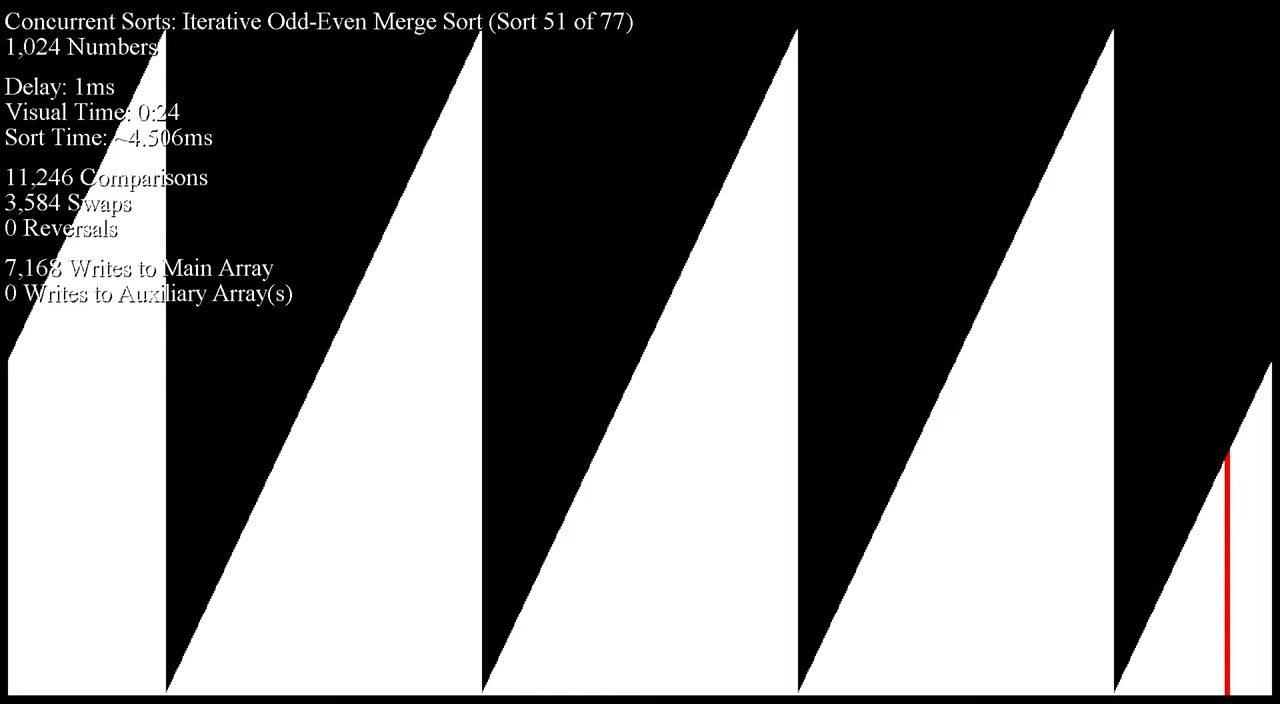 Concurrent Sorts: Iterative Odd-Even Merge Sort (Sort 51 of 77)
1,024 Numbers
Delay: 1ms
Visual Time: 0:24
Sort Time: ~4.506ms
11,246 Comparisons
3,584 Swaps
0 Reversals
7,168 Writes to Main Array
0 Writes to Auxiliary Array(s)